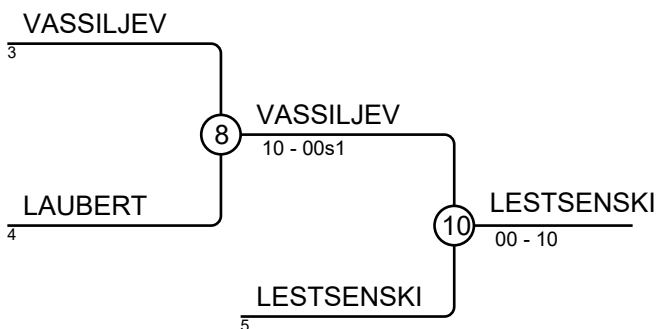 VASSILJEV
3
8
VASSILJEV
10 - 00s1
LAUBERT
4
10
LESTSENSKI
00 - 10
LESTSENSKI
5